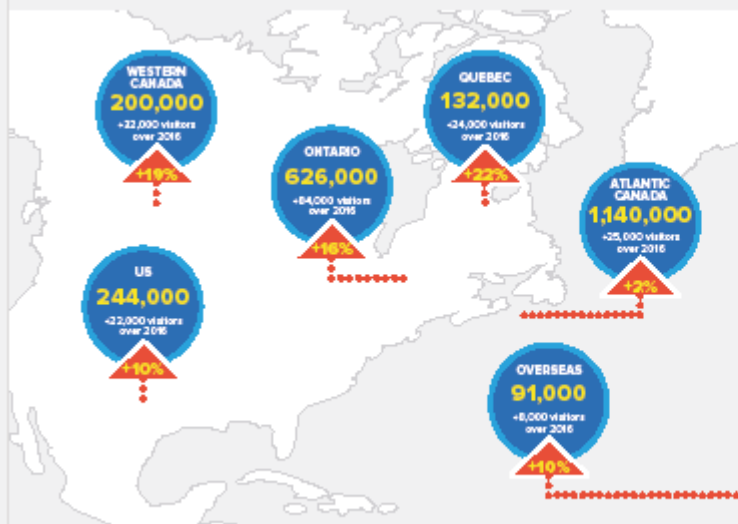 WESTERN
CANADA
200,000
+32,000 visitors
over 2016
+19%
QUEBEC
132,000
+24,000 visitors
over 2016
+22%
ONTARIO
626,000
+84,000 visitors
over 2016
+16%
ATLANTIC
CANADA
1,140,000
+25,000 visitors
over 2016
+2%
US
244,000
+22,000 visitors
over 2016
+10%
OVERSEAS
91,000
+8,000 visitors
over 2016
+10%